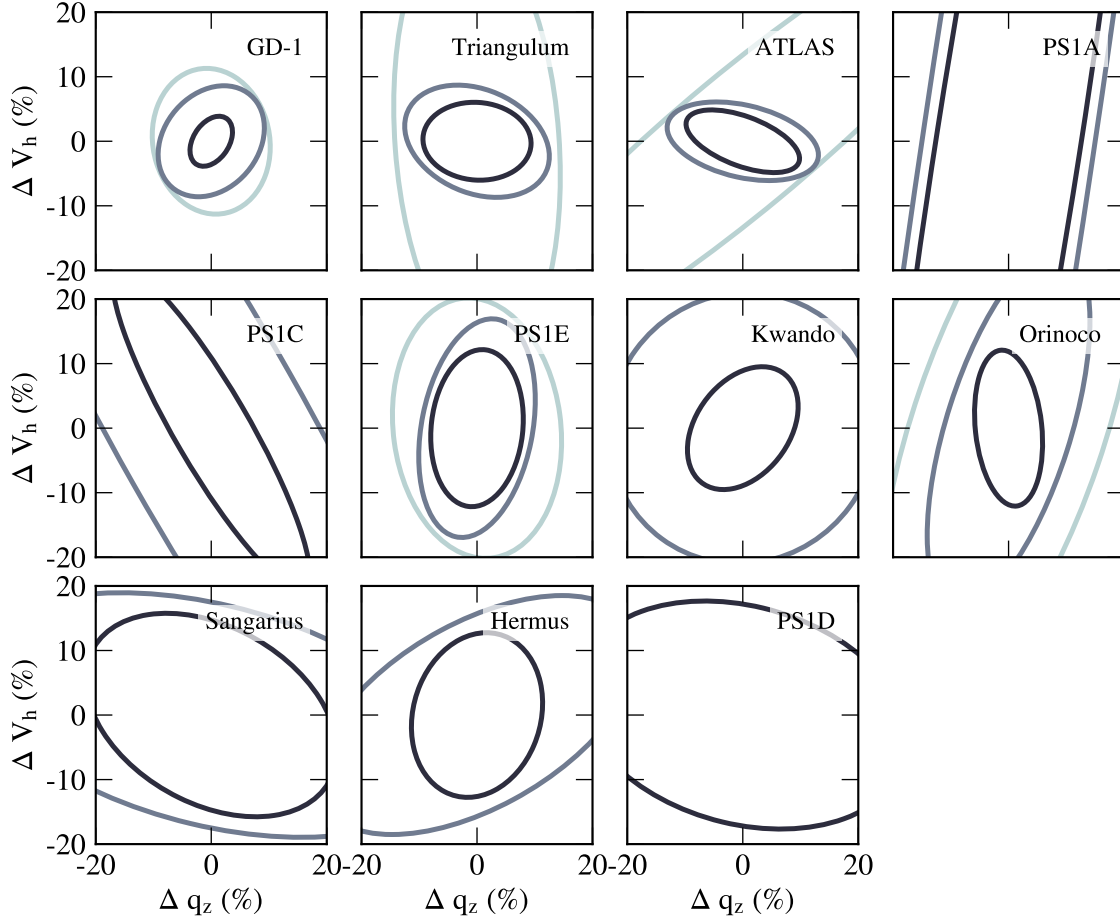 GD-1
Triangulum
ATLAS
PS1A
20
10
0
-10
-20
Δ V_h (%)
PS1C
PS1E
Kwando
Orinoco
20
10
0
-10
-20
Δ V_h (%)
Sangarius
Hermus
PS1D
20
10
0
-10
-20
Δ V_h (%)
-20 0 20 -20 0 20 -20 0 20
Δ q_z (%) Δ q_z (%) Δ q_z (%)